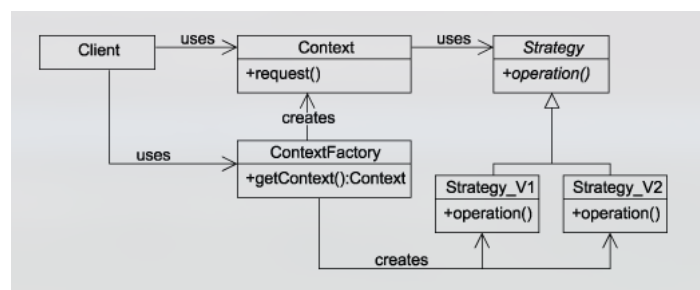 Client
uses
Context
+request()
uses
Strategy
+operation()
creates
uses
ContextFactory
+getContext():Context
Strategy_V1
+operation()
Strategy_V2
+operation()
creates